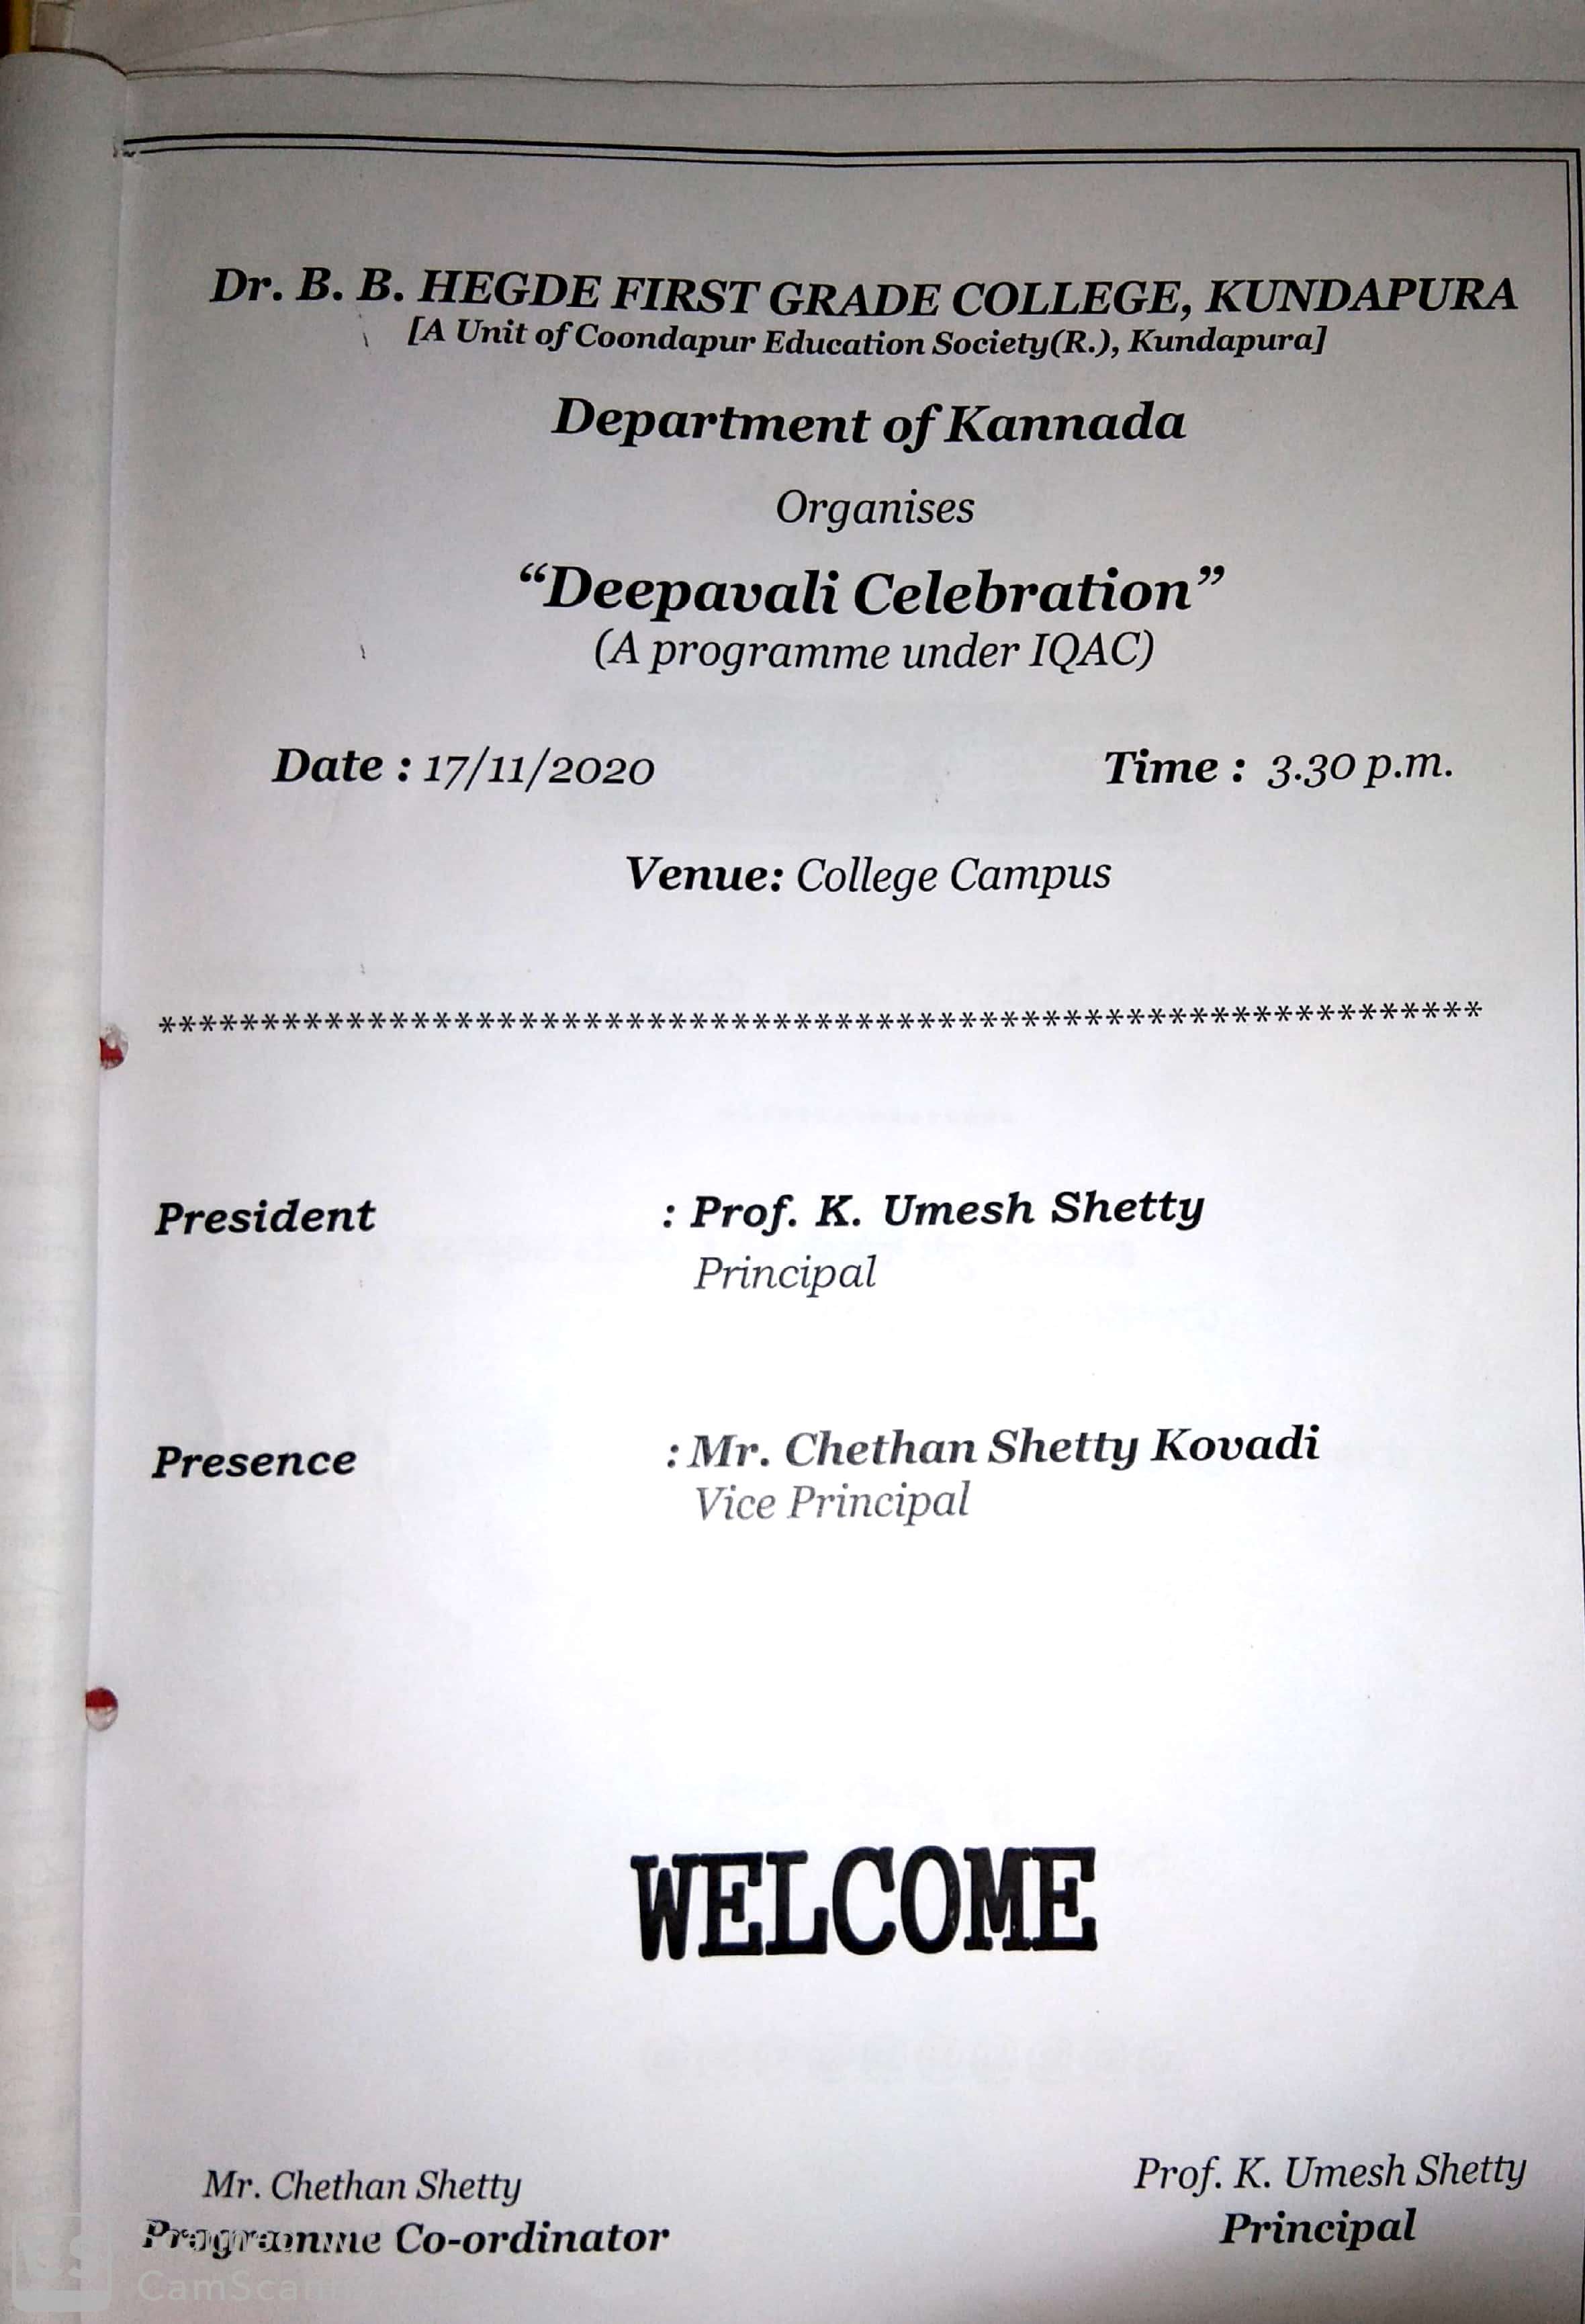 Dr. B. B. HEGDE FIRST GRADE COLLEGE, KUNDAPURA
[A Unit of Coondapur Education Society(R.), Kundapura]
Department of Kannada
Organises
“Deepavali Celebration”
(A programme under IQAC)
Date : 17/11/2020 Time : 3.30 p.m.
Venue: College Campus
***************************************************************
President : Prof. K. Umesh Shetty
Principal
Presence : Mr. Chethan Shetty Kovadi
Vice Principal
WELCOME
Mr. Chethan Shetty Prof. K. Umesh Shetty
Programme Co-ordinator Principal
CS